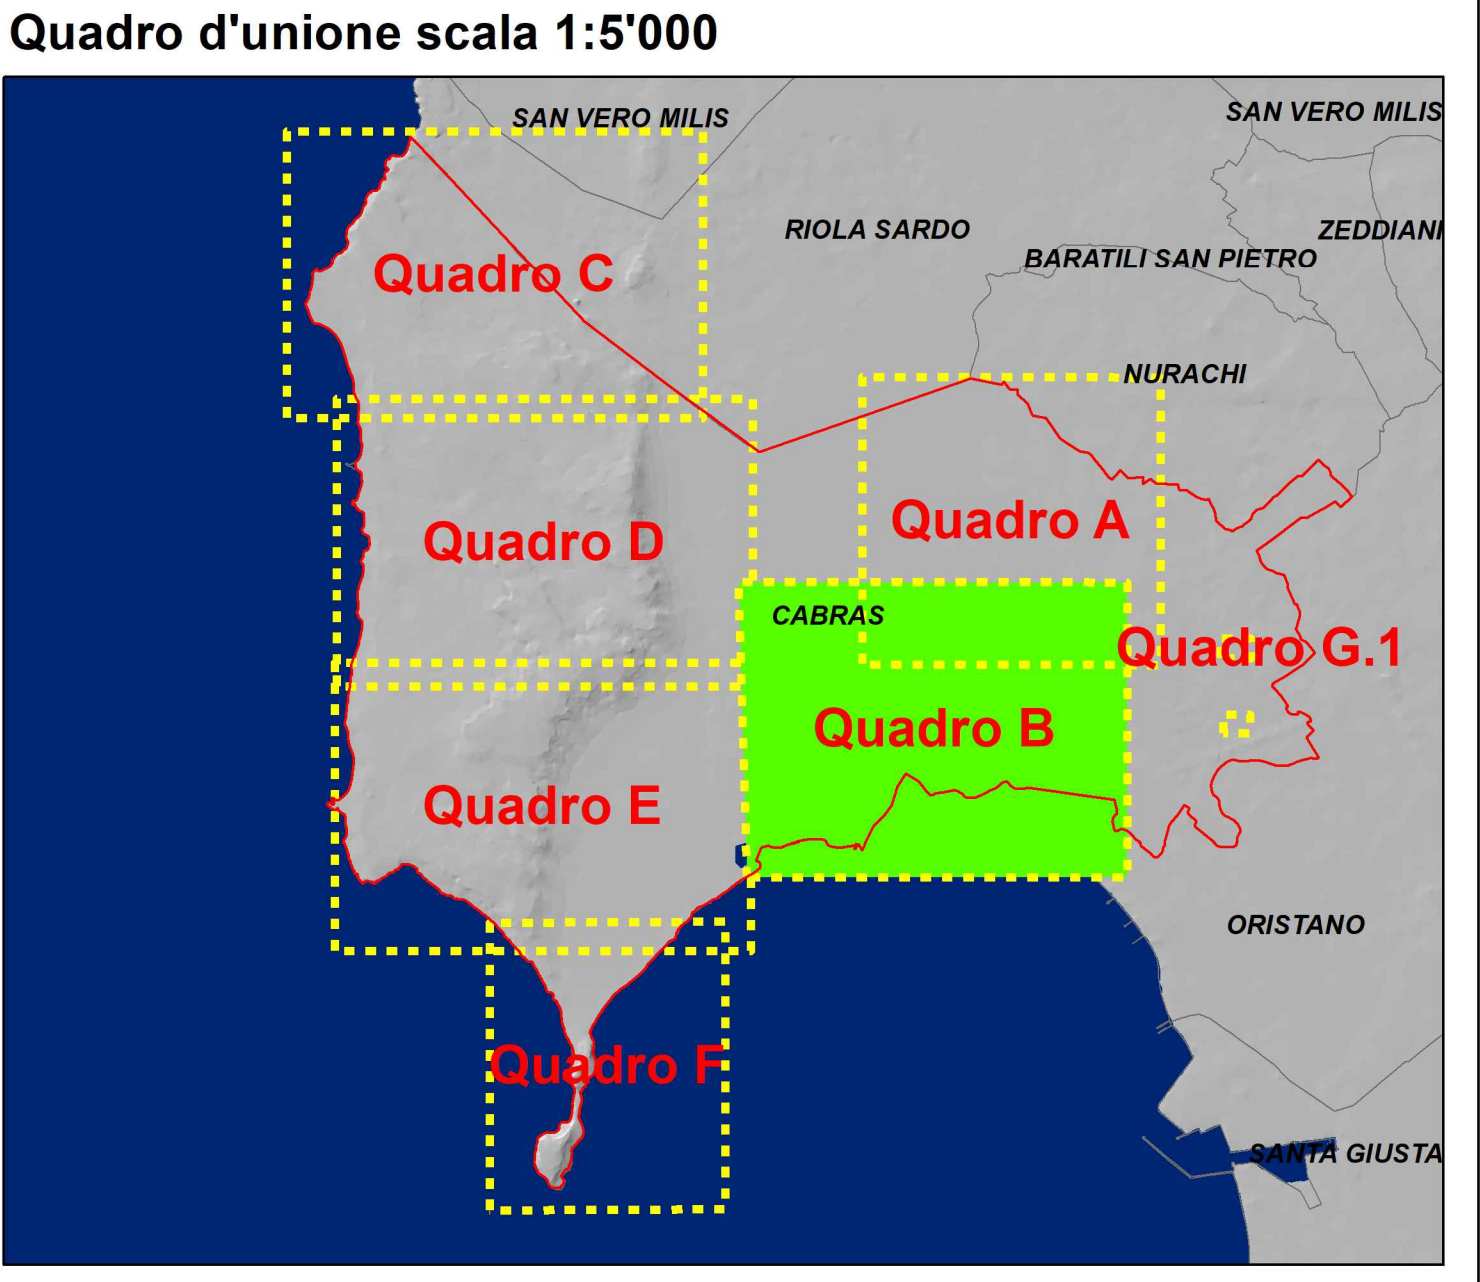 Quadro d'unione scala 1:5'000
SAN VERO MILIS
SAN VERO MILIS
RIOLA SARDO
ZEDDIANI
BARATILI SAN PIETRO
Quadro C
NURACHI
Quadro A
Quadro D
CABRAS
Quadro G.1
Quadro B
Quadro E
ORISTANO
Quadro F
SANTA GIUSTA